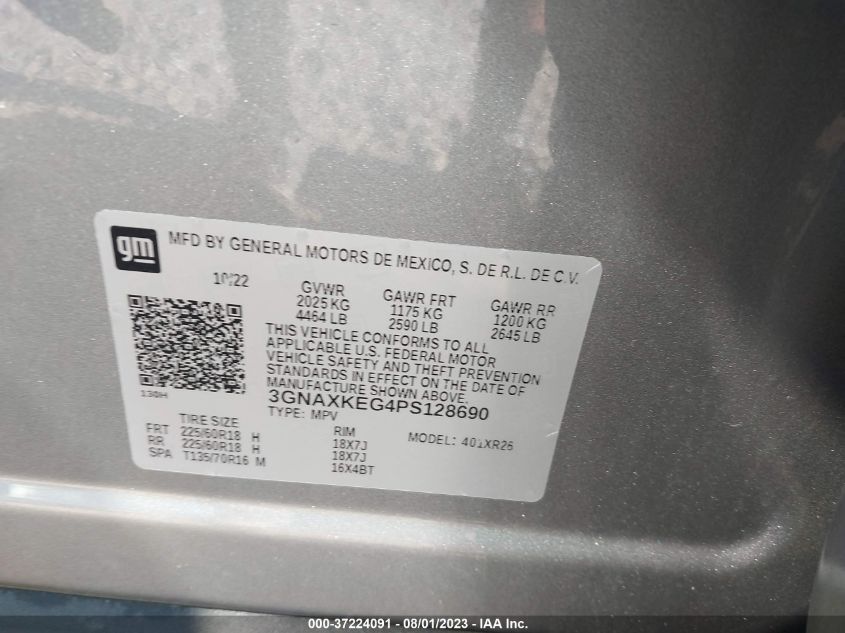 gm
MFD BY GENERAL MOTORS DE MEXICO, S. DE R.L. DE C.V.
10/22
GVWR GAWR FRT GAWR RR
2025 KG 1175 KG 1200 KG
4464 LB 2590 LB 2645 LB
THIS VEHICLE CONFORMS TO ALL
APPLICABLE U.S. FEDERAL MOTOR
VEHICLE SAFETY AND THEFT PREVENTION
STANDARDS IN EFFECT ON THE DATE OF
MANUFACTURE SHOWN ABOVE.
3GNAXKEG4PS128690
TYPE: MPV
MODEL:
TIRE SIZE RIM
FRT 225/60R18 H 18X7J
RR 225/60R18 H 18X7J
SPA T135/70R16 M 16X4BT
000-37224091 - 08/01/2023 - IAA Inc.